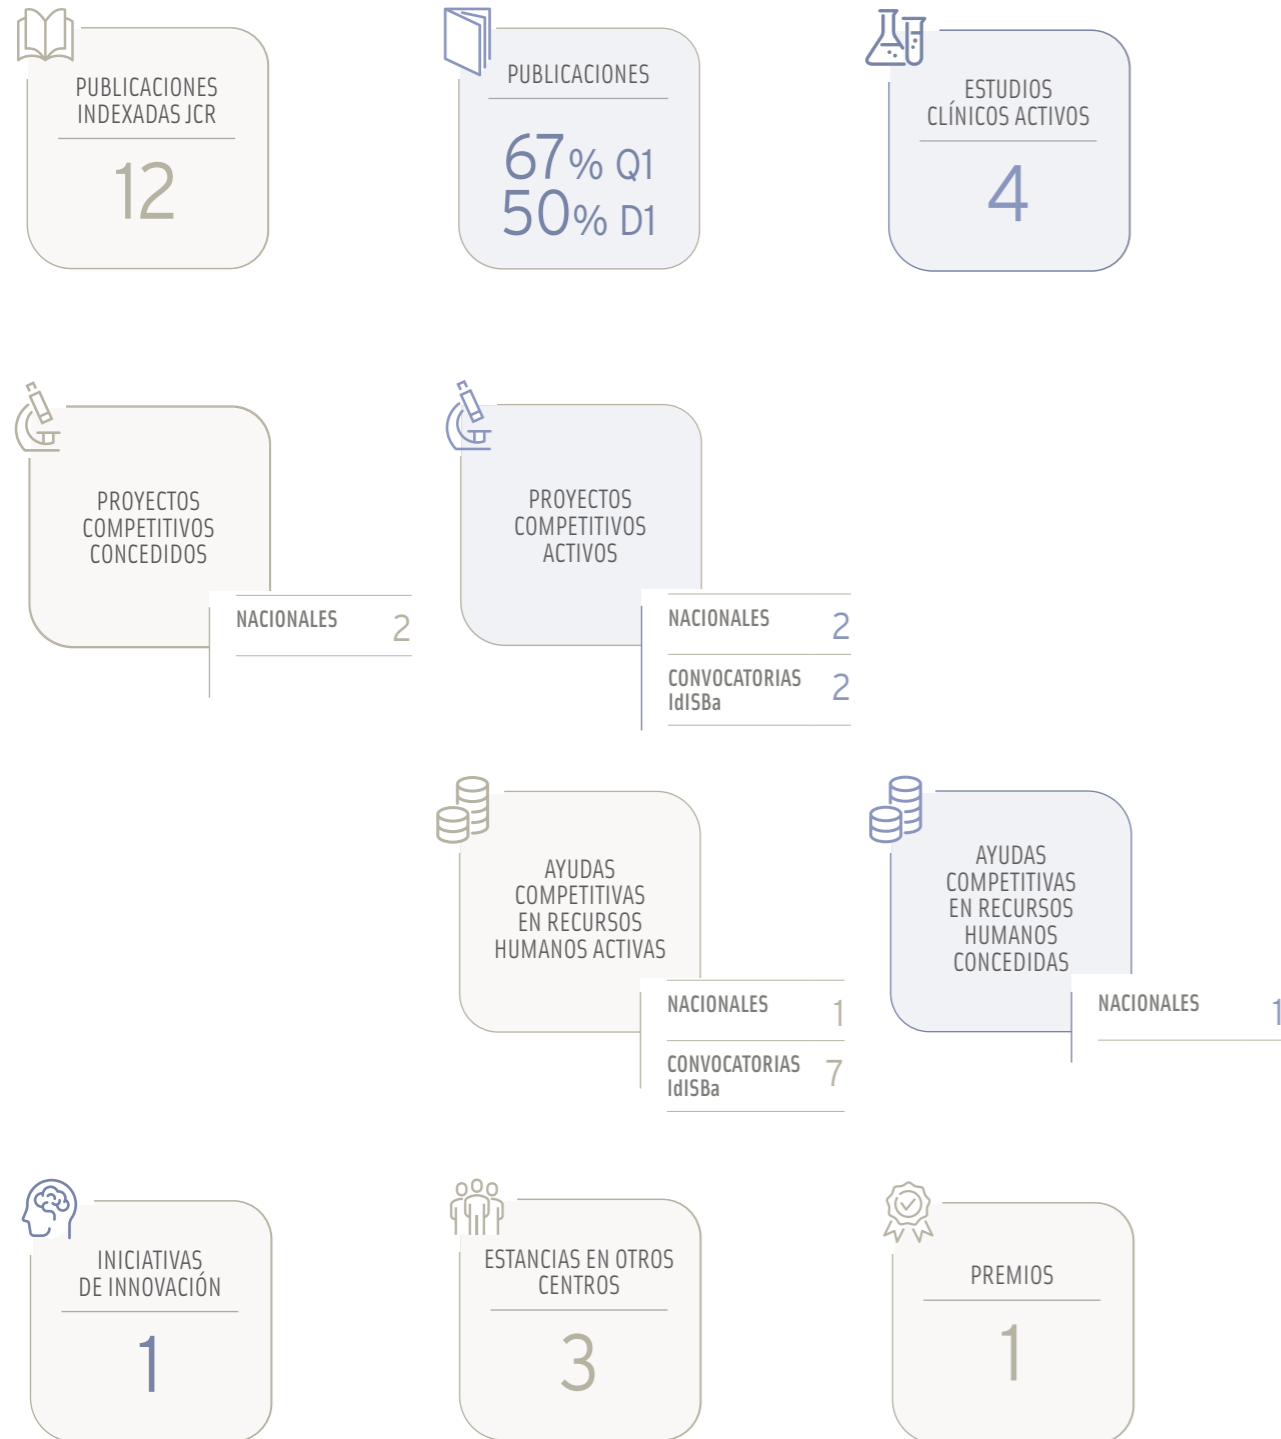 PUBLICACIONES
INDEXADAS JCR
12
PUBLICACIONES
67% Q1
50% D1
ESTUDIOS
CLÍNICOS ACTIVOS
4
PROYECTOS
COMPETITIVOS
CONCEDIDOS
NACIONALES 2
PROYECTOS
COMPETITIVOS
ACTIVOS
NACIONALES 2
CONVOCATORIAS
IdISBa 2
AYUDAS
COMPETITIVAS
EN RECURSOS
HUMANOS ACTIVAS
NACIONALES 1
CONVOCATORIAS
IdISBa 7
AYUDAS
COMPETITIVAS
EN RECURSOS
HUMANOS
CONCEDIDAS
NACIONALES 1
INICIATIVAS
DE INNOVACIÓN
1
ESTANCIAS EN OTROS
CENTROS
3
PREMIOS
1